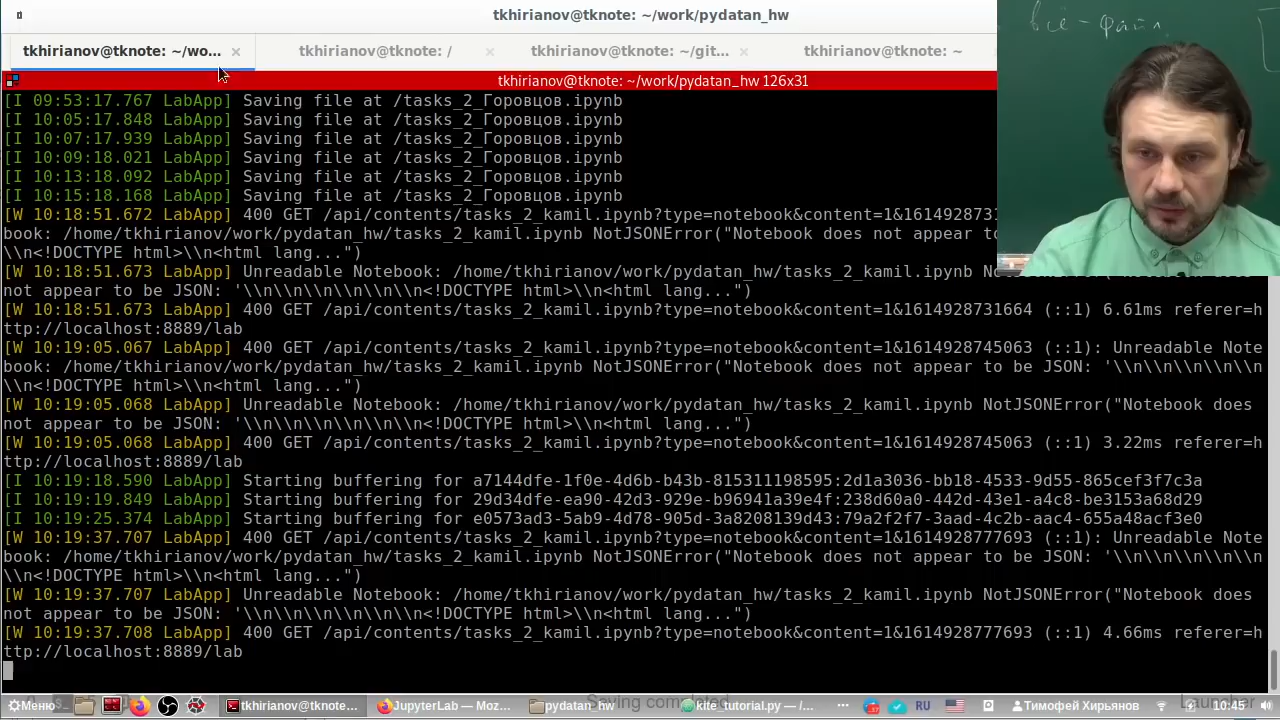 tkhirianov@tknote: ~/work/pydatan_hw
tkhirianov@tknote: ~/wo... × tkhirianov@tknote: / × tkhirianov@tknote: ~/git... × tkhirianov@tknote: ~
tkhirianov@tknote: ~/work/pydatan_hw 126x31
всё-файл
[I 09:53:17.767 LabApp] Saving file at /tasks_2_Горовцов.ipynb
[I 10:05:17.848 LabApp] Saving file at /tasks_2_Горовцов.ipynb
[I 10:07:17.939 LabApp] Saving file at /tasks_2_Горовцов.ipynb
[I 10:09:18.021 LabApp] Saving file at /tasks_2_Горовцов.ipynb
[I 10:13:18.092 LabApp] Saving file at /tasks_2_Горовцов.ipynb
[I 10:15:18.168 LabApp] Saving file at /tasks_2_Горовцов.ipynb
[W 10:18:51.672 LabApp] 400 GET /api/contents/tasks_2_kamil.ipynb?type=notebook&content=1&161492873
book: /home/tkhirianov/work/pydatan_hw/tasks_2_kamil.ipynb NotJSONError("Notebook does not appear to
\\n<!DOCTYPE html>\\n<html lang...")
[W 10:18:51.673 LabApp] Unreadable Notebook: /home/tkhirianov/work/pydatan_hw/tasks_2_kamil.ipynb
not appear to be JSON: '\\n\\n\\n\\n\\n\\n<!DOCTYPE html>\\n<html lang...")
[W 10:18:51.673 LabApp] 400 GET /api/contents/tasks_2_kamil.ipynb?type=notebook&content=1&1614928731664 (::1) 6.61ms referer=h
ttp://localhost:8889/lab
[W 10:19:05.067 LabApp] 400 GET /api/contents/tasks_2_kamil.ipynb?type=notebook&content=1&1614928745063 (::1): Unreadable Note
book: /home/tkhirianov/work/pydatan_hw/tasks_2_kamil.ipynb NotJSONError("Notebook does not appear to be JSON: '\\n\\n\\n\\n\\n
\\n<!DOCTYPE html>\\n<html lang...")
[W 10:19:05.068 LabApp] Unreadable Notebook: /home/tkhirianov/work/pydatan_hw/tasks_2_kamil.ipynb NotJSONError("Notebook does
not appear to be JSON: '\\n\\n\\n\\n\\n\\n<!DOCTYPE html>\\n<html lang...")
[W 10:19:05.068 LabApp] 400 GET /api/contents/tasks_2_kamil.ipynb?type=notebook&content=1&1614928745063 (::1) 3.22ms referer=h
ttp://localhost:8889/lab
[I 10:19:18.590 LabApp] Starting buffering for a7144dfe-1f0e-4d6b-b43b-815311198595:2d1a3036-bb18-4533-9d55-865cef3f7c3a
[I 10:19:19.849 LabApp] Starting buffering for 29d34dfe-ea90-42d3-929e-b96941a39e4f:238d60a0-442d-43e1-a4c8-be3153a68d29
[I 10:19:25.374 LabApp] Starting buffering for e0573ad3-5ab9-4d78-905d-3a8208139d43:79a2f2f7-3aad-4c2b-aac4-655a48acf3e0
[W 10:19:37.707 LabApp] 400 GET /api/contents/tasks_2_kamil.ipynb?type=notebook&content=1&1614928777693 (::1): Unreadable Note
book: /home/tkhirianov/work/pydatan_hw/tasks_2_kamil.ipynb NotJSONError("Notebook does not appear to be JSON: '\\n\\n\\n\\n\\n
\\n<!DOCTYPE html>\\n<html lang...")
[W 10:19:37.707 LabApp] Unreadable Notebook: /home/tkhirianov/work/pydatan_hw/tasks_2_kamil.ipynb NotJSONError("Notebook does
not appear to be JSON: '\\n\\n\\n\\n\\n\\n<!DOCTYPE html>\\n<html lang...")
[W 10:19:37.708 LabApp] 400 GET /api/contents/tasks_2_kamil.ipynb?type=notebook&content=1&1614928777693 (::1) 4.66ms referer=h
ttp://localhost:8889/lab
Saving completed Launcher
Меню tkhirianov@tknote:... JupyterLab — Moz... pydatan_hw kite_tutorial.py — /... ... RU Тимофей Хирьянов 10:45